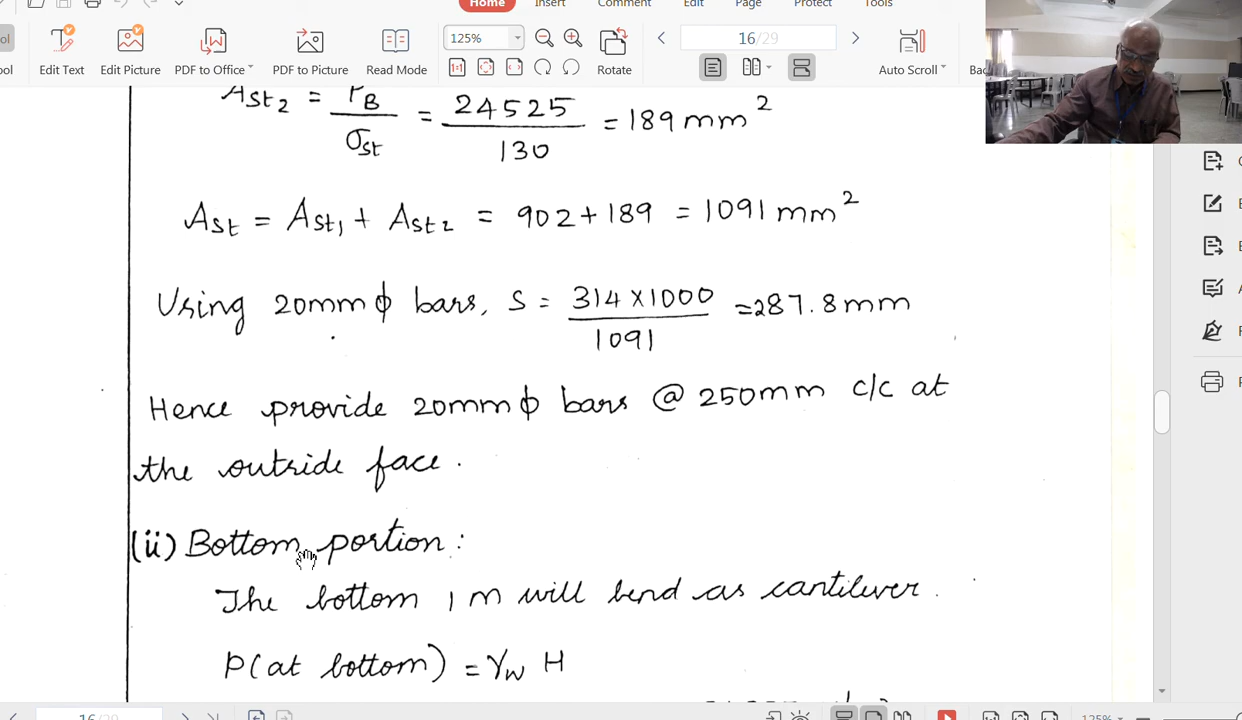 Home Insert Comment Edit Page Protect Tools
125% 16/29
Edit Text Edit Picture PDF to Office PDF to Picture Read Mode Rotate Auto Scroll
Ast2 = PB/σst = 24525/130 = 189 mm²
Ast = Ast1 + Ast2 = 902 + 189 = 1091 mm²
Using 20mm ϕ bars, S = 314 × 1000/1091 = 287.8 mm
Hence provide 20mm ϕ bars @ 250mm c/c at
the outside face.
(ii) Bottom portion:
The bottom 1 m will bend as cantilever.
P(at bottom) = γw H
16/29 125%